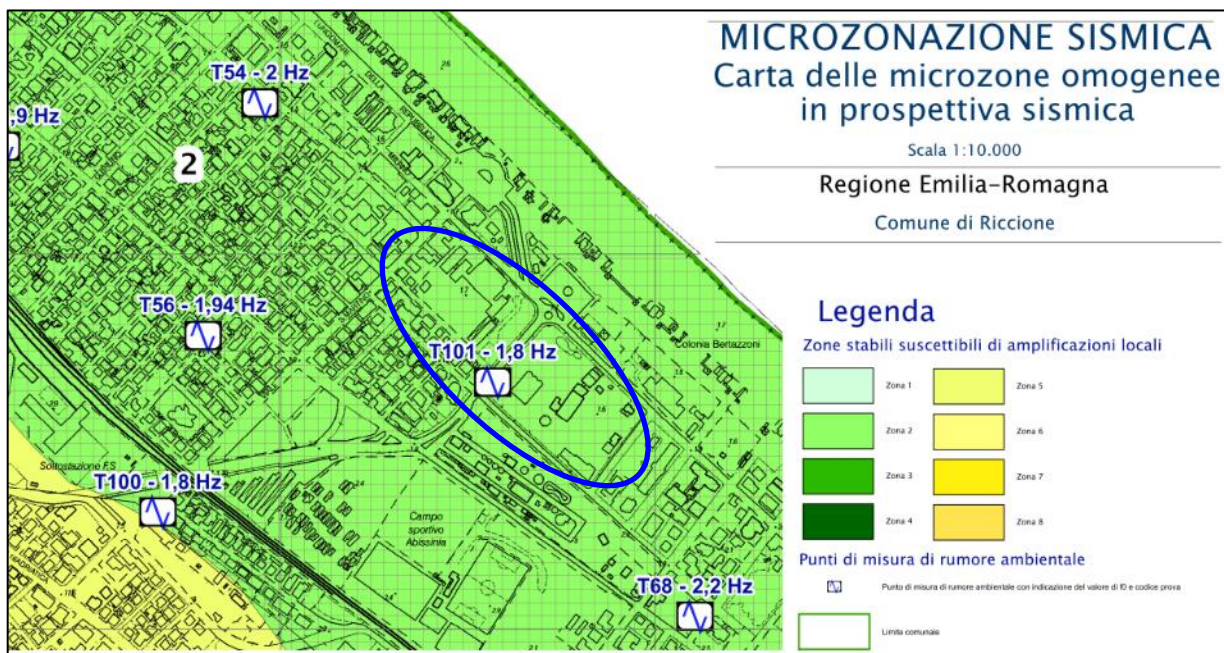 MICROZONAZIONE SISMICA
Carta delle microzone omogenee
in prospettiva sismica
Scala 1:10.000
Regione Emilia-Romagna
Comune di Riccione
T54 - 2 Hz
,9 Hz
2
T56 - 1,94 Hz
T101 - 1,8 Hz
Colonia Bertazzoni
Sottostazione F.S
T100 - 1,8 Hz
Campo
sportivo
Abissinia
T68 - 2,2 Hz
Legenda
Zone stabili suscettibili di amplificazioni locali
Zona 1
Zona 5
Zona 2
Zona 6
Zona 3
Zona 7
Zona 4
Zona 8
Punti di misura di rumore ambientale
Punto di misura di rumore ambientale con indicazione del valore di f0 e codice prova
Limite comunale